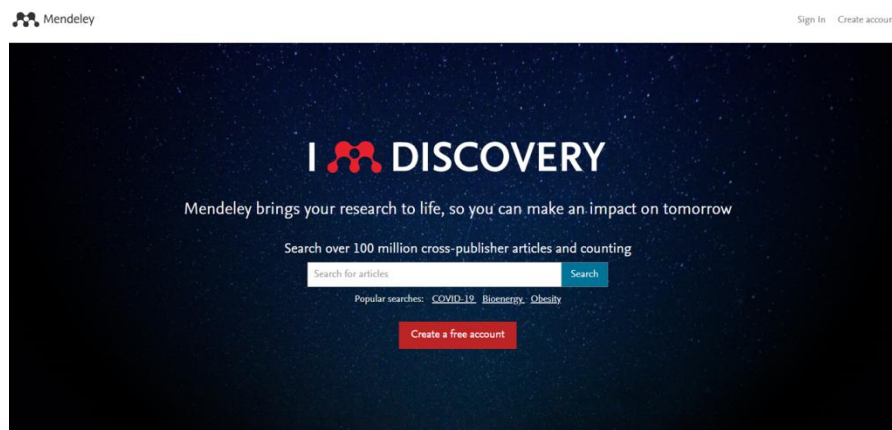 Mendeley
Sign In Create accour
I DISCOVERY
Mendeley brings your research to life, so you can make an impact on tomorrow
Search over 100 million cross-publisher articles and counting
Search for articles Search
Popular searches: COVID-19 Bioenergy Obesity
Create a free account